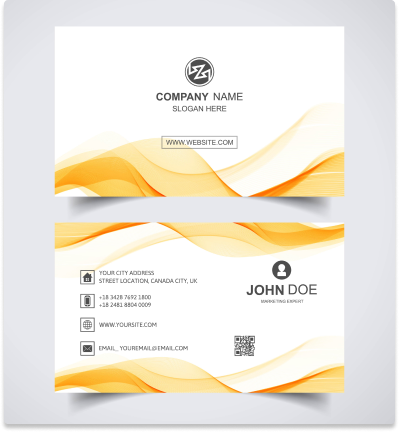 COMPANY NAME
SLOGAN HERE
WWW.WEBSITE.COM
YOUR CITY ADDRESS
STREET LOCATION, CANADA CITY, UK
+18 3428 7692 1800
+18 2481 8804 0009
WWW.YOURSITE.COM
EMAIL_ YOUREMAIL@EMAIL.COM
JOHN DOE
MARKETING EXPERT